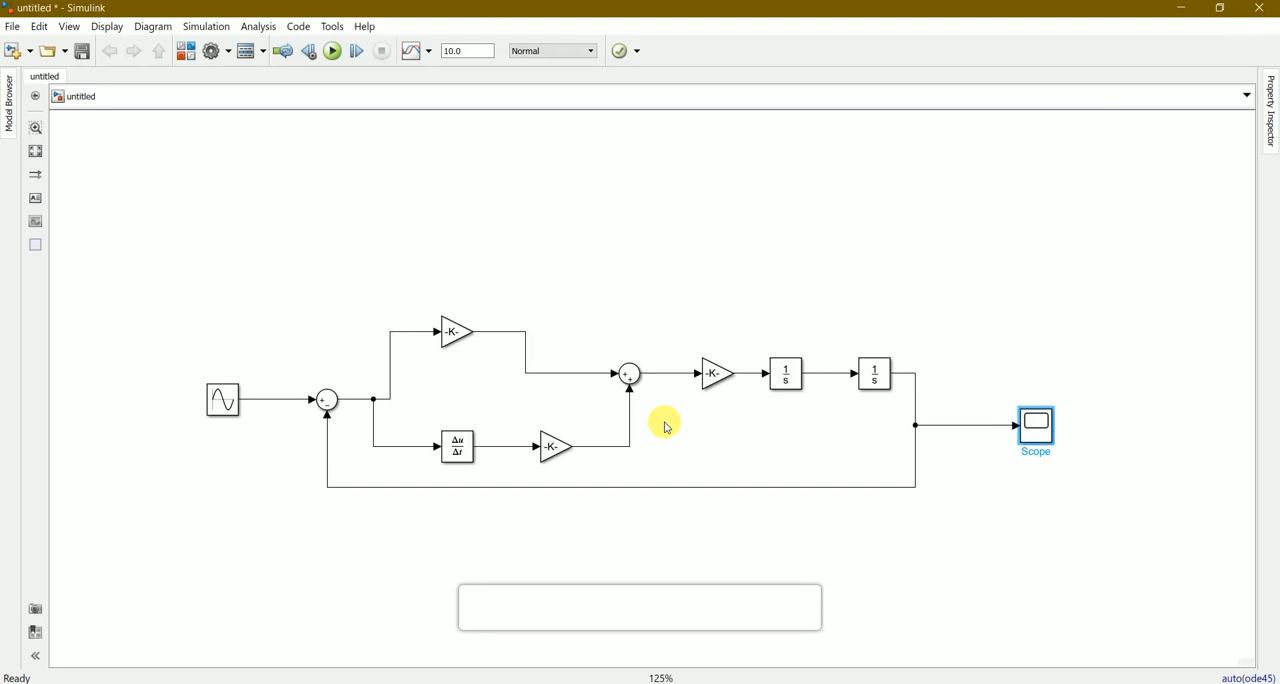 untitled * - Simulink
File Edit View Display Diagram Simulation Analysis Code Tools Help
10.0 Normal
untitled
untitled
Model Browser
Property Inspector
-K-
+
-
+
+
-K-
1
s
1
s
Δu
Δt
-K-
Scope
Ready 125% auto(ode45)